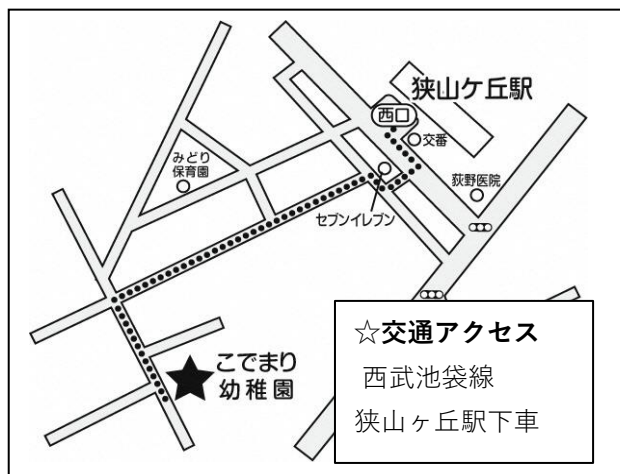 狭山ケ丘駅
西口
交番
みどり
保育園
荻野医院
セブンイレブン
こでまり
幼稚園
☆交通アクセス
西武池袋線
狭山ヶ丘駅下車